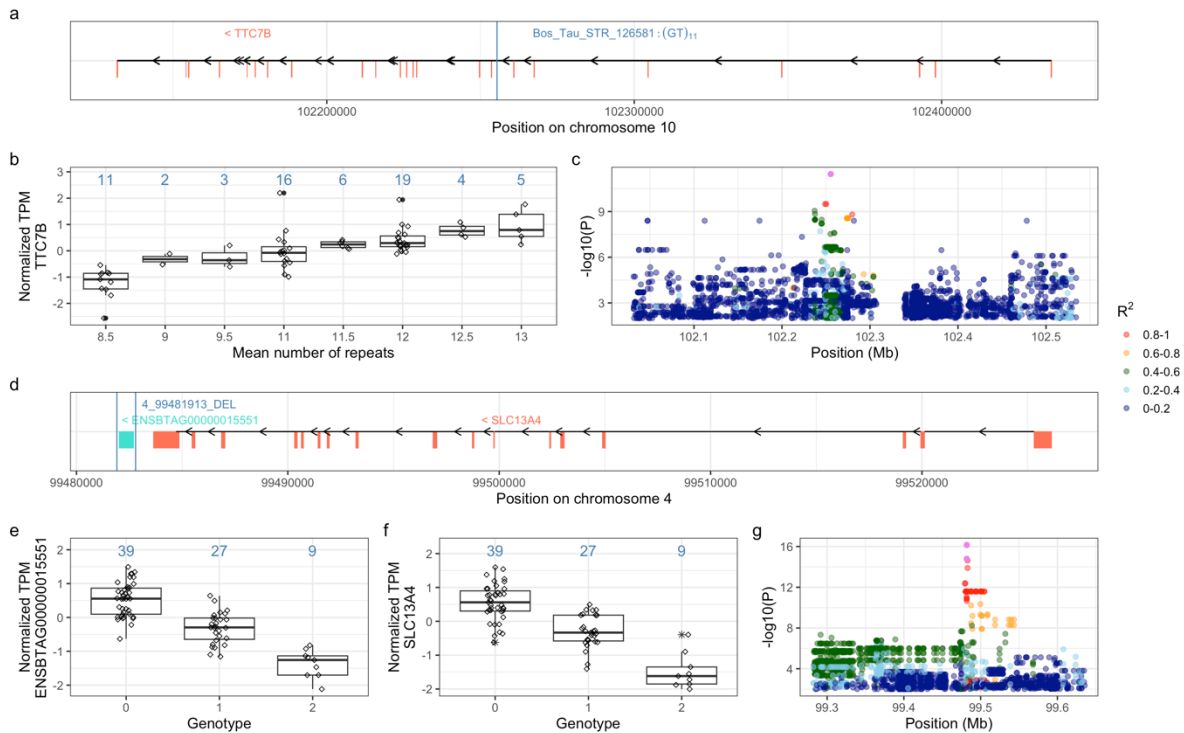 a
< TTC7B
Bos_Tau_STR_126581 : (GT)₁₁
102200000
102300000
102400000
Position on chromosome 10
b
Normalized TPM
TTC7B
3
2
1
0
-1
-2
11
2
3
16
6
19
4
5
8.5
9
9.5
11
11.5
12
12.5
13
Mean number of repeats
c
-log10(P)
9
6
3
102.1
102.2
102.3
102.4
102.5
Position (Mb)
R²
0.8-1
0.6-0.8
0.4-0.6
0.2-0.4
0-0.2
d
4_99481913_DEL
< ENSBTAG00000015551
< SLC13A4
99480000
99490000
99500000
99510000
99520000
Position on chromosome 4
e
Normalized TPM
ENSBTAG00000015551
2
1
0
-1
-2
39
27
9
0
1
2
Genotype
f
Normalized TPM
SLC13A4
2
1
0
-1
-2
39
27
9
0
1
2
Genotype
g
-log10(P)
16
12
8
4
99.3
99.4
99.5
99.6
Position (Mb)